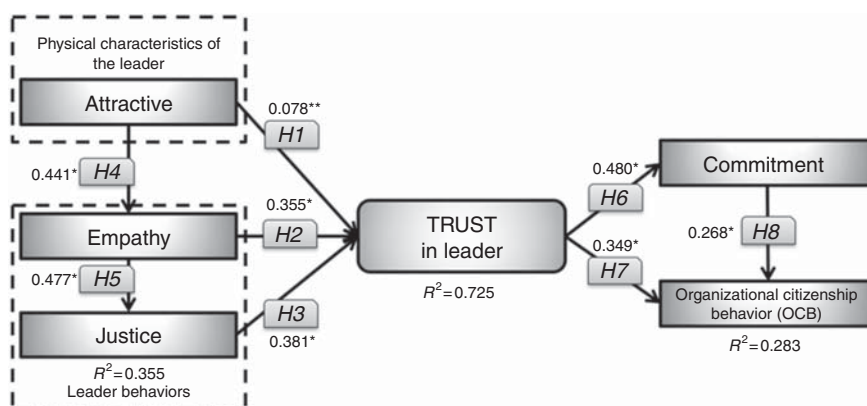 Physical characteristics of
the leader
Attractive
0.078**
H1
0.441*
H4
Empathy
0.355*
H2
0.477*
H5
Justice
H3
0.381*
R²=0.355
Leader behaviors
TRUST
in leader
R²=0.725
0.480*
H6
Commitment
0.349*
H7
0.268*
H8
Organizational citizenship
behavior (OCB)
R²=0.283